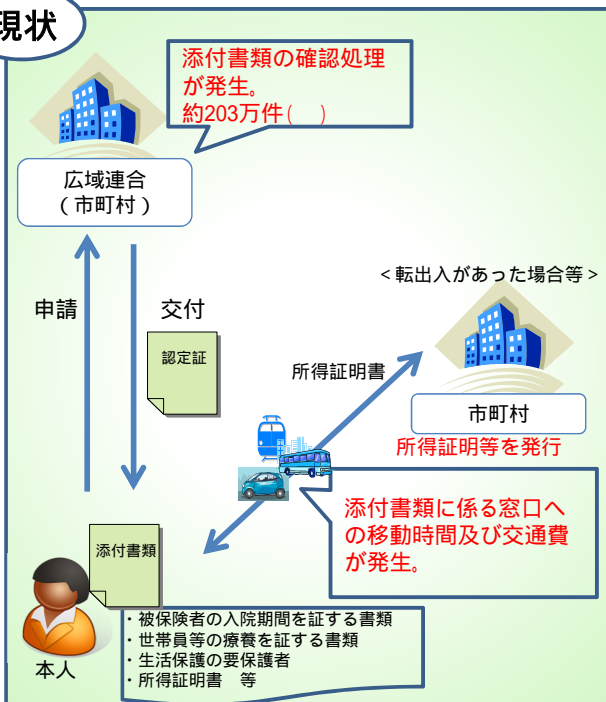 現状
添付書類の確認処理
が発生。
約203万件( )
広域連合
(市町村)
申請
交付
認定証
<転出入があった場合等>
所得証明書
市町村
所得証明等を発行
添付書類に係る窓口へ
の移動時間及び交通費
が発生。
添付書類
本人
・被保険者の入院期間を証する書類
・世帯員等の療養を証する書類
・生活保護の要保護者
・所得証明書 等